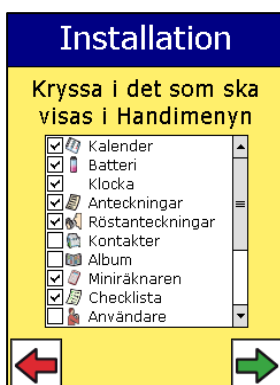 Installation
Kryssa i det som ska
visas i Handimenyn
Kalender
Batteri
Klocka
Anteckningar
Röstanteckningar
Kontakter
Album
Miniräknaren
Checklista
Användare